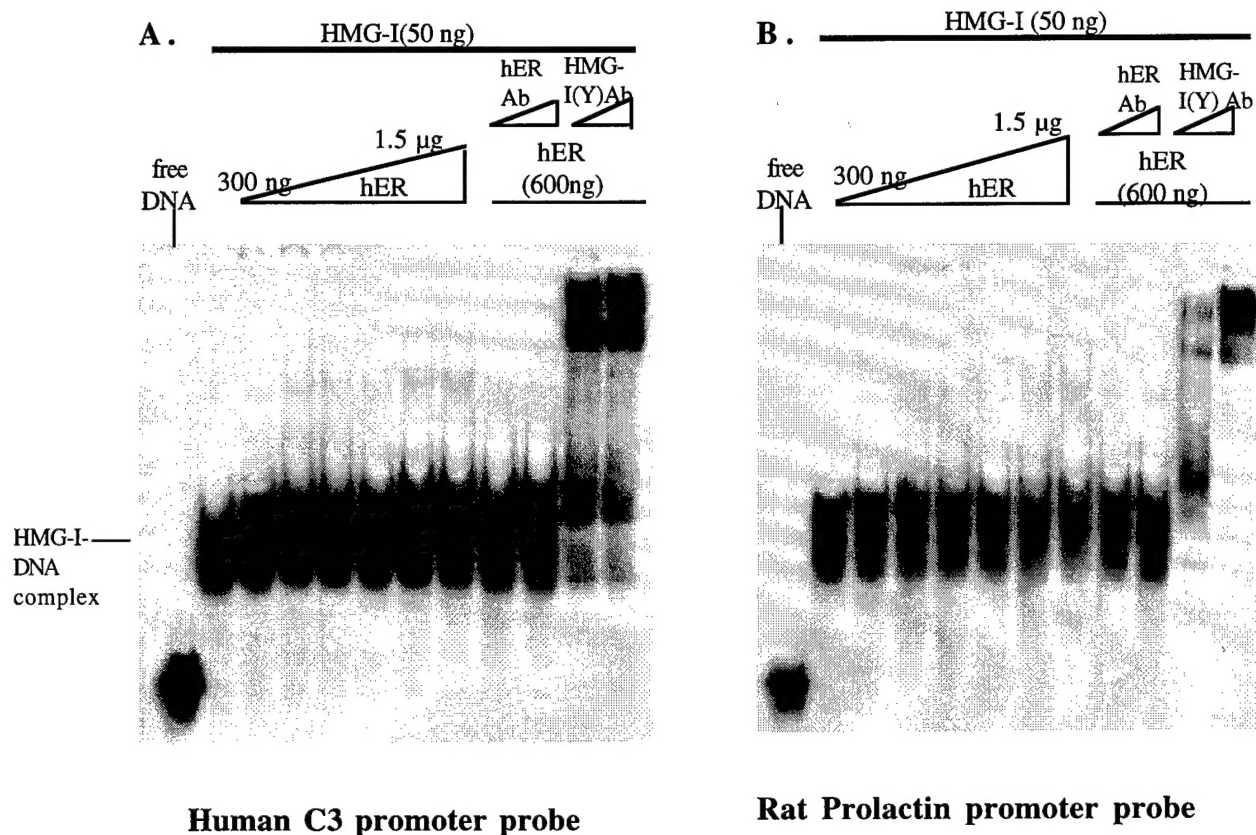 A.
HMG-I(50 ng)
hER
Ab
HMG-
I(Y)Ab
1.5 µg
300 ng
hER
hER
(600ng)
free
DNA
HMG-I-
DNA
complex
Human C3 promoter probe
B.
HMG-I (50 ng)
hER
Ab
HMG-
I(Y) Ab
1.5 µg
300 ng
hER
hER
(600 ng)
free
DNA
Rat Prolactin promoter probe